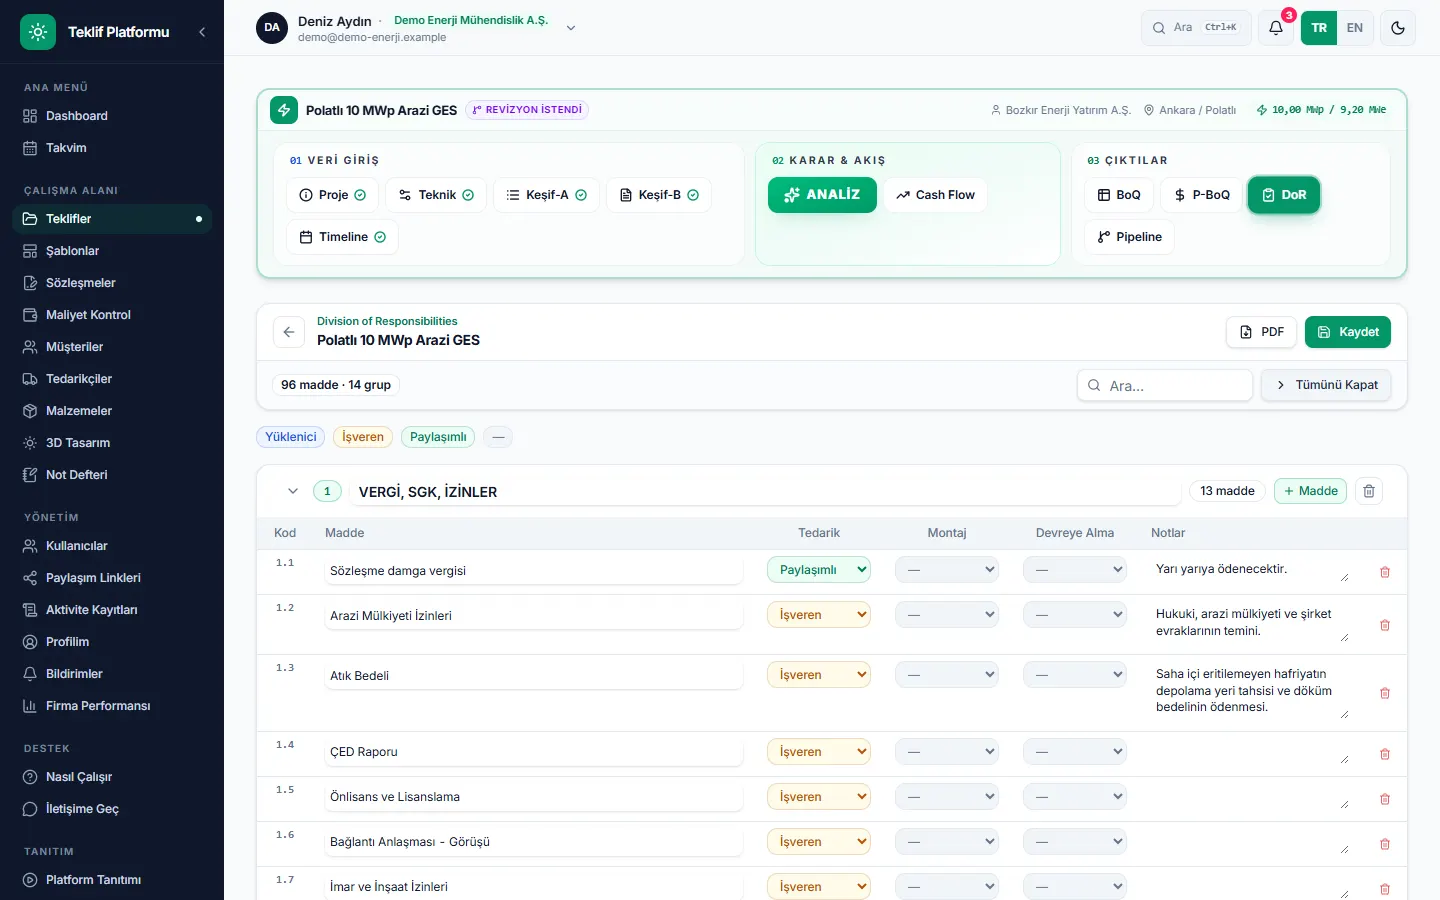 Teklif Platformu
ANA MENÜ
Dashboard
Takvim
ÇALIŞMA ALANI
Teklifler
Şablonlar
Sözleşmeler
Maliyet Kontrol
Müşteriler
Tedarikçiler
Malzemeler
3D Tasarım
Not Defteri
YÖNETİM
Kullanıcılar
Paylaşım Linkleri
Aktivite Kayıtları
Profilim
Bildirimler
Firma Performansı
DESTEK
Nasıl Çalışır
İletişime Geç
TANITIM
Platform Tanıtımı
DA
Deniz Aydın · Demo Enerji Mühendislik A.Ş.
demo@demo-enerji.example
Ara Ctrl+K
3
TR EN
Polatlı 10 MWp Arazi GES REVİZYON İSTENDİ
Bozkır Enerji Yatırım A.Ş. Ankara / Polatlı 10,00 MWp / 9,20 MWe
01 VERİ GİRİŞ
Proje Teknik Keşif-A Keşif-B
Timeline
02 KARAR & AKIŞ
ANALİZ Cash Flow
03 ÇIKTILAR
BoQ P-BoQ DoR
Pipeline
Division of Responsibilities
Polatlı 10 MWp Arazi GES
PDF Kaydet
96 madde · 14 grup
Ara... Tümünü Kapat
Yüklenici İşveren Paylaşımlı —
1 VERGİ, SGK, İZİNLER 13 madde + Madde
Kod Madde Tedarik Montaj Devreye Alma Notlar
1.1 Sözleşme damga vergisi Paylaşımlı — — Yarı yarıya ödenecektir.
1.2 Arazi Mülkiyeti İzinleri İşveren — — Hukuki, arazi mülkiyeti ve şirket
evraklarının temini.
1.3 Atık Bedeli İşveren — — Saha içi eritilemeyen hafriyatın
depolama yeri tahsisi ve döküm
bedelinin ödenmesi.
1.4 ÇED Raporu İşveren — —
1.5 Önlisans ve Lisanslama İşveren — —
1.6 Bağlantı Anlaşması - Görüşü İşveren — —
1.7 İmar ve İnşaat İzinleri İşveren — —